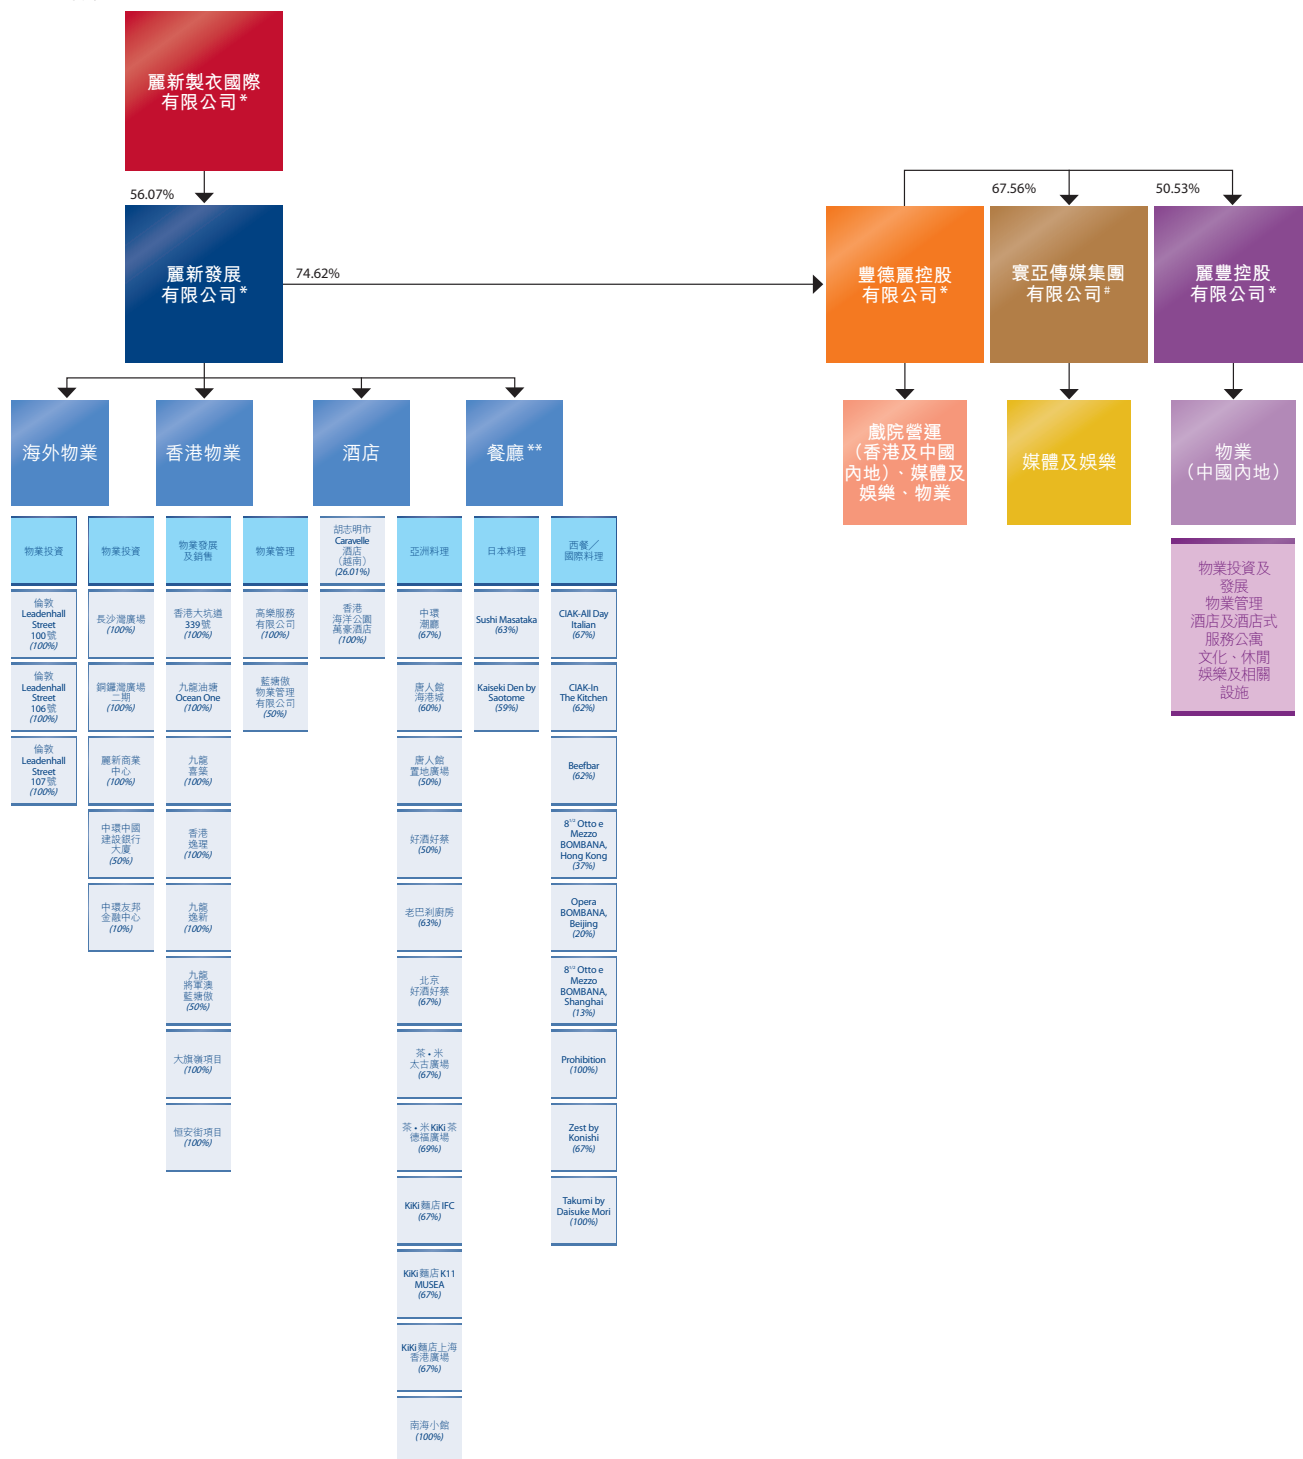 麗新製衣國際
有限公司*
56.07%
麗新發展
有限公司*
74.62%
67.56%
50.53%
豐德麗控股
有限公司*
寰亞傳媒集團
有限公司#
麗豐控股
有限公司*
海外物業
香港物業
酒店
餐廳**
戲院營運
（香港及中國
內地）、媒體及
娛樂、物業
媒體及娛樂
物業
（中國內地）
物業投資及
發展
物業管理
酒店及酒店式
服務公寓
文化、休閒
娛樂及相關
設施
物業投資
倫敦
Leadenhall
Street
100號
(100%)
倫敦
Leadenhall
Street
106號
(100%)
倫敦
Leadenhall
Street
107號
(100%)
物業投資
長沙灣廣場
(100%)
銅鑼灣廣場
二期
(100%)
麗新商業
中心
(100%)
中環中國
建設銀行
大廈
(50%)
中環友邦
金融中心
(10%)
物業發展
及銷售
香港大坑道
339號
(100%)
九龍油塘
Ocean One
(100%)
九龍
喜築
(100%)
香港
逸瑆
(100%)
九龍
逸新
(100%)
九龍
將軍澳
藍塘傲
(50%)
大旗嶺項目
(100%)
恒安街項目
(100%)
物業管理
高樂服務
有限公司
(100%)
藍塘傲
物業管理
有限公司
(50%)
胡志明市
Caravelle
酒店
（越南）
(26.01%)
香港
海洋公園
萬豪酒店
(100%)
亞洲料理
中環
潮廳
(67%)
唐人館
海港城
(60%)
唐人館
置地廣場
(50%)
好酒好蔡
(50%)
老巴剎廚房
(63%)
北京
好酒好蔡
(67%)
茶•米
太古廣場
(67%)
茶•米KiKi茶
德福廣場
(69%)
KiKi麵店IFC
(67%)
KiKi麵店K11
MUSEA
(67%)
KiKi麵店上海
香港廣場
(67%)
南海小館
(100%)
日本料理
Sushi Masataka
(63%)
Kaiseki Den by
Saotome
(59%)
西餐／
國際料理
CIAK-All Day
Italian
(67%)
CIAK-In
The Kitchen
(62%)
Beefbar
(62%)
8½ Otto e
Mezzo
BOMBANA,
Hong Kong
(37%)
Opera
BOMBANA,
Beijing
(20%)
8½ Otto e
Mezzo
BOMBANA,
Shanghai
(13%)
Prohibition
(100%)
Zest by
Konishi
(67%)
Takumi by
Daisuke Mori
(100%)